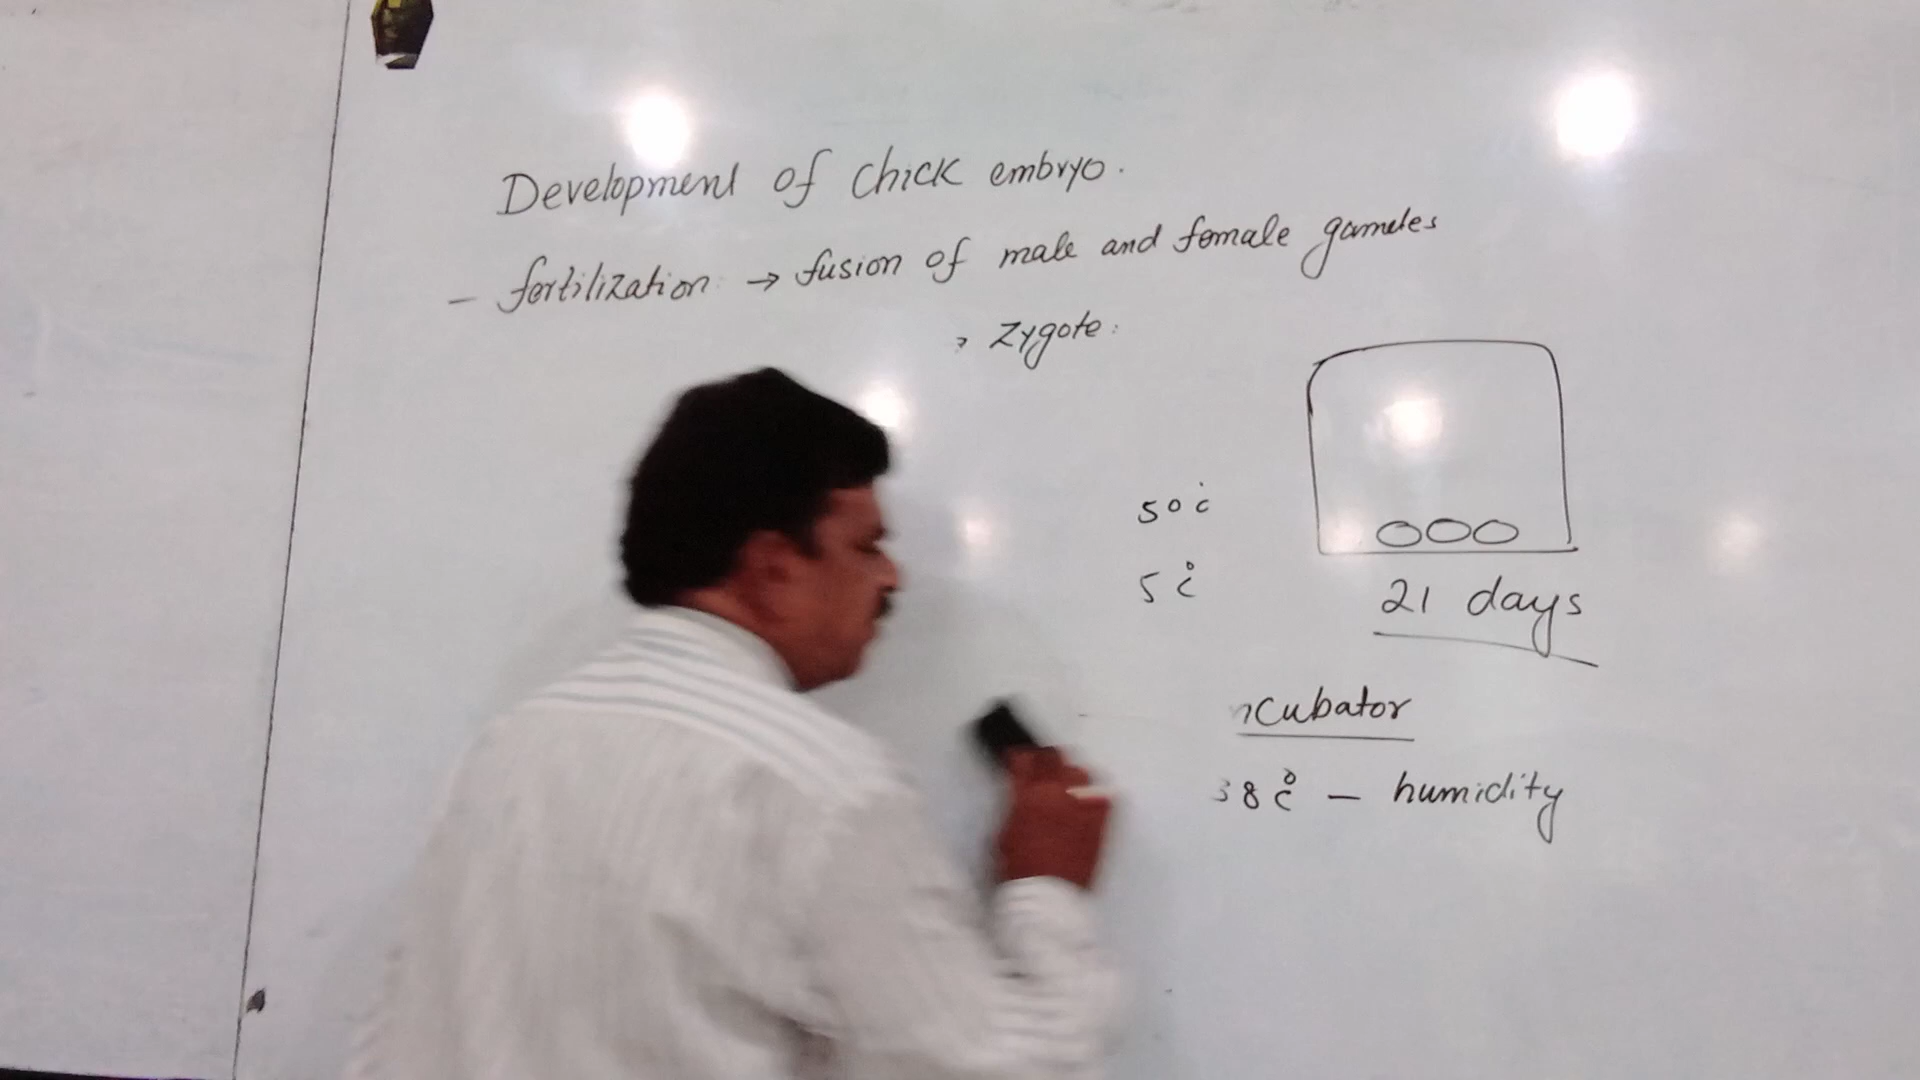 Development of chick embryo.
- fertilization → fusion of male and female gametes
Zygote
50°C
5°C
21 days
ncubator
38°C - humidity